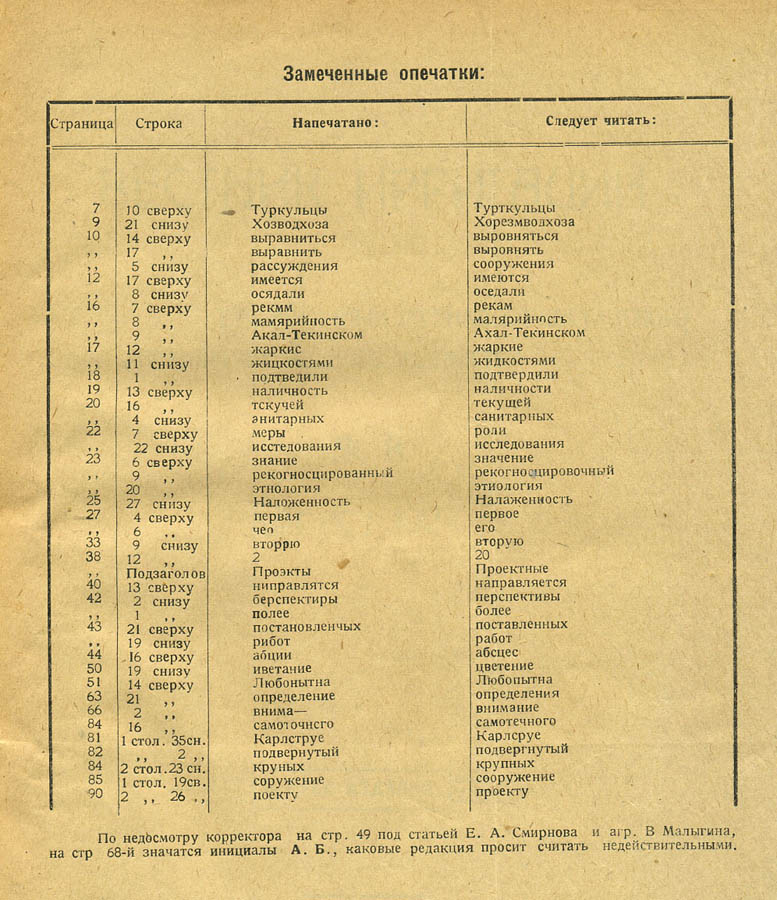 Замеченные опечатки:
Страница Строка Напечатано: Следует читать:
7 10 сверху Туркульцы Турткульцы
9 21 снизу Хозводхоза Хорезмводхоза
10 14 сверху выравниться выровняться
,, 17 ,, выравнить выровнять
,, 5 снизу рассуждения сооружения
12 17 сверху имеется имеются
,, 8 снизу осядали оседали
16 7 сверху рекмм рекам
,, 8 ,, мамярийность малярийность
,, 9 ,, Акал-Текинском Ахал-Текинском
17 12 ,, жаркис жаркие
,, 11 снизу жицкостями жидкостями
18 1 ,, подтведили подтвердили
19 13 сверху наличность наличности
20 16 ,, тскучей текущей
,, 4 снизу энитарных санитарных
22 7 сверху меры роли
,, 22 снизу исстедования исследования
23 6 сверху знание значение
,, 9 ,, рекогносцированный рекогносцировочный
,, 20 ,, этнология этиология
25 27 снизу Наложенность Налаженность
27 4 сверху первая первое
,, 6 ,, чео его
33 9 снизу вторрю вторую
38 12 ,, 2 20
,, Подзаголов Проэкты Проектные
40 13 сверху ниправлятся направляется
42 2 снизу берспектиры перспективы
,, 1 ,, полее более
43 21 сверху постановленчых поставленных
,, 19 снизу рибот работ
44 16 сверху абции абсцес
50 19 снизу иветание цветение
51 14 сверху Любонытна Любопытна
63 21 ,, определение определения
66 2 ,, внима— внимание
84 16 ,, самоточнсго самотечного
81 1 стол. 35сн. Карлструе Карлсруе
82 ,, 2 ,, подвернутый подвергнутый
84 2 стол. 23 сн. круных крупных
85 1 стол. 19св. соружение сооружение
90 2 ,, 26 ,, поекту проекту
По недосмотру корректора на стр. 49 под статьей Е. А. Смирнова и агр. В Малыгина,
на стр 68-й значатся инициалы А. Б., каковые редакция просит считать недействительными.